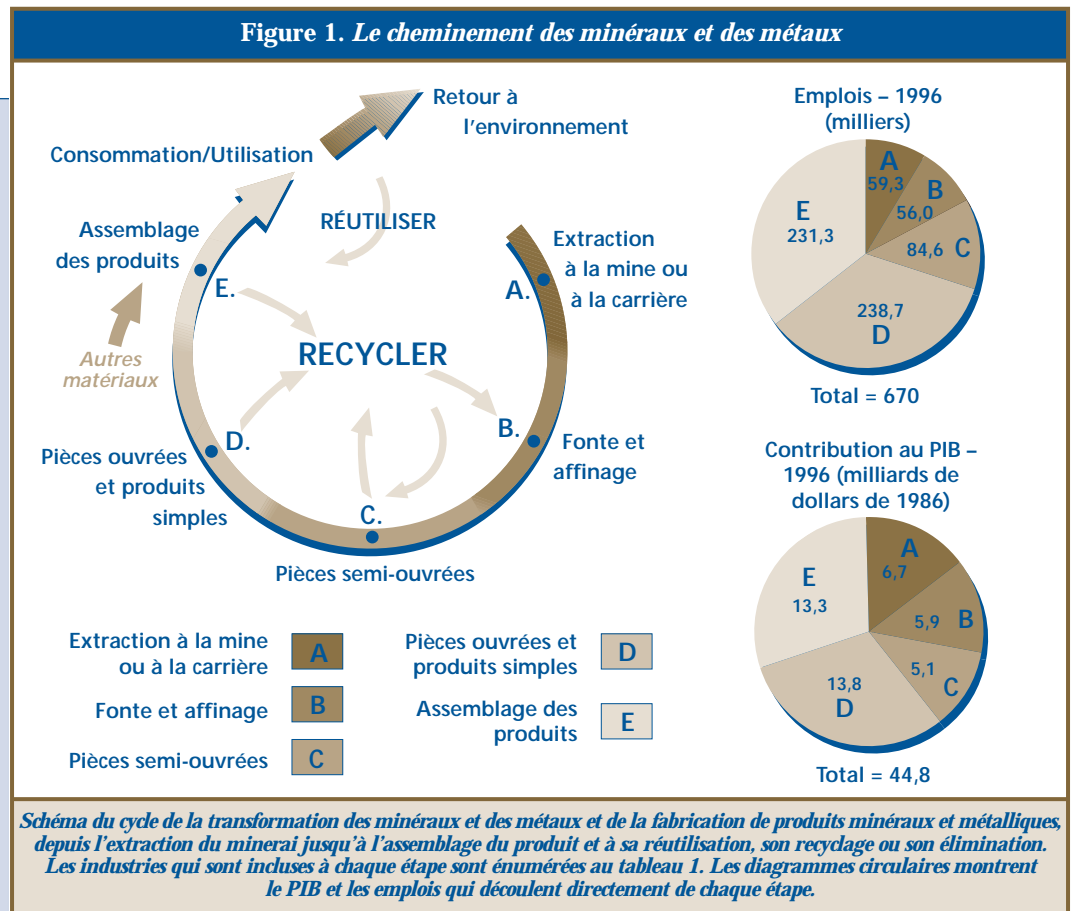 Figure 1. Le cheminement des minéraux et des métaux
Retour à
l'environnement
Consommation/Utilisation
RÉUTILISER
Assemblage
des produits
E.
Extraction
à la mine ou
à la carrière
A.
Autres
matériaux
RECYCLER
D.
B.
Pièces ouvrées
et produits
simples
Fonte et
affinage
C.
Pièces semi-ouvrées
Extraction à la mine
ou à la carrière
A
Fonte et affinage
B
Pièces semi-ouvrées
C
Pièces ouvrées et
produits simples
D
Assemblage des
produits
E
Emplois – 1996
(milliers)
A
59,3
B
56,0
C
84,6
238,7
D
E
231,3
Total = 670
Contribution au PIB –
1996 (milliards de
dollars de 1986)
A
6,7
5,9 B
5,1 C
13,8
D
E
13,3
Total = 44,8
Schéma du cycle de la transformation des minéraux et des métaux et de la fabrication de produits minéraux et métalliques,
depuis l'extraction du minerai jusqu'à l'assemblage du produit et à sa réutilisation, son recyclage ou son élimination.
Les industries qui sont incluses à chaque étape sont énumérées au tableau 1. Les diagrammes circulaires montrent
le PIB et les emplois qui découlent directement de chaque étape.